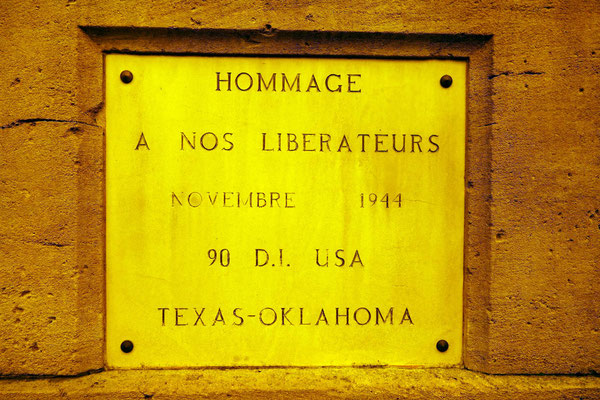 HOMMAGE
A NOS LIBERATEURS
NOVEMBRE 1944
90 D.I. USA
TEXAS-OKLAHOMA